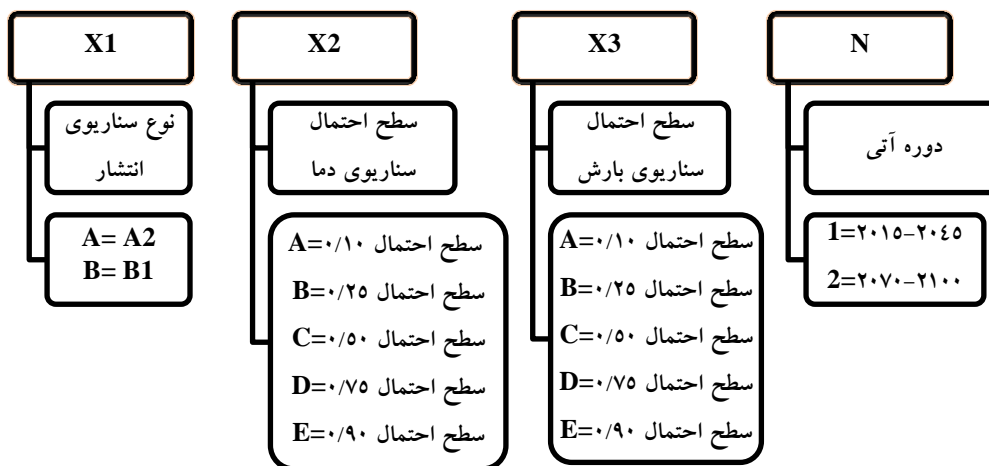 X1
نوع سناریوی
انتشار
A= A2
B= B1
X2
سطح احتمال
سناریوی دما
A=۰/۱۰ سطح احتمال
B=۰/۲۵ سطح احتمال
C=۰/۵۰ سطح احتمال
D=۰/۷۵ سطح احتمال
E=۰/۹۰ سطح احتمال
X3
سطح احتمال
سناریوی بارش
A=۰/۱۰ سطح احتمال
B=۰/۲۵ سطح احتمال
C=۰/۵۰ سطح احتمال
D=۰/۷۵ سطح احتمال
E=۰/۹۰ سطح احتمال
N
دوره آتی
1=۲۰۱۵-۲۰٤۵
2=۲۰۷۰-۲۱۰۰